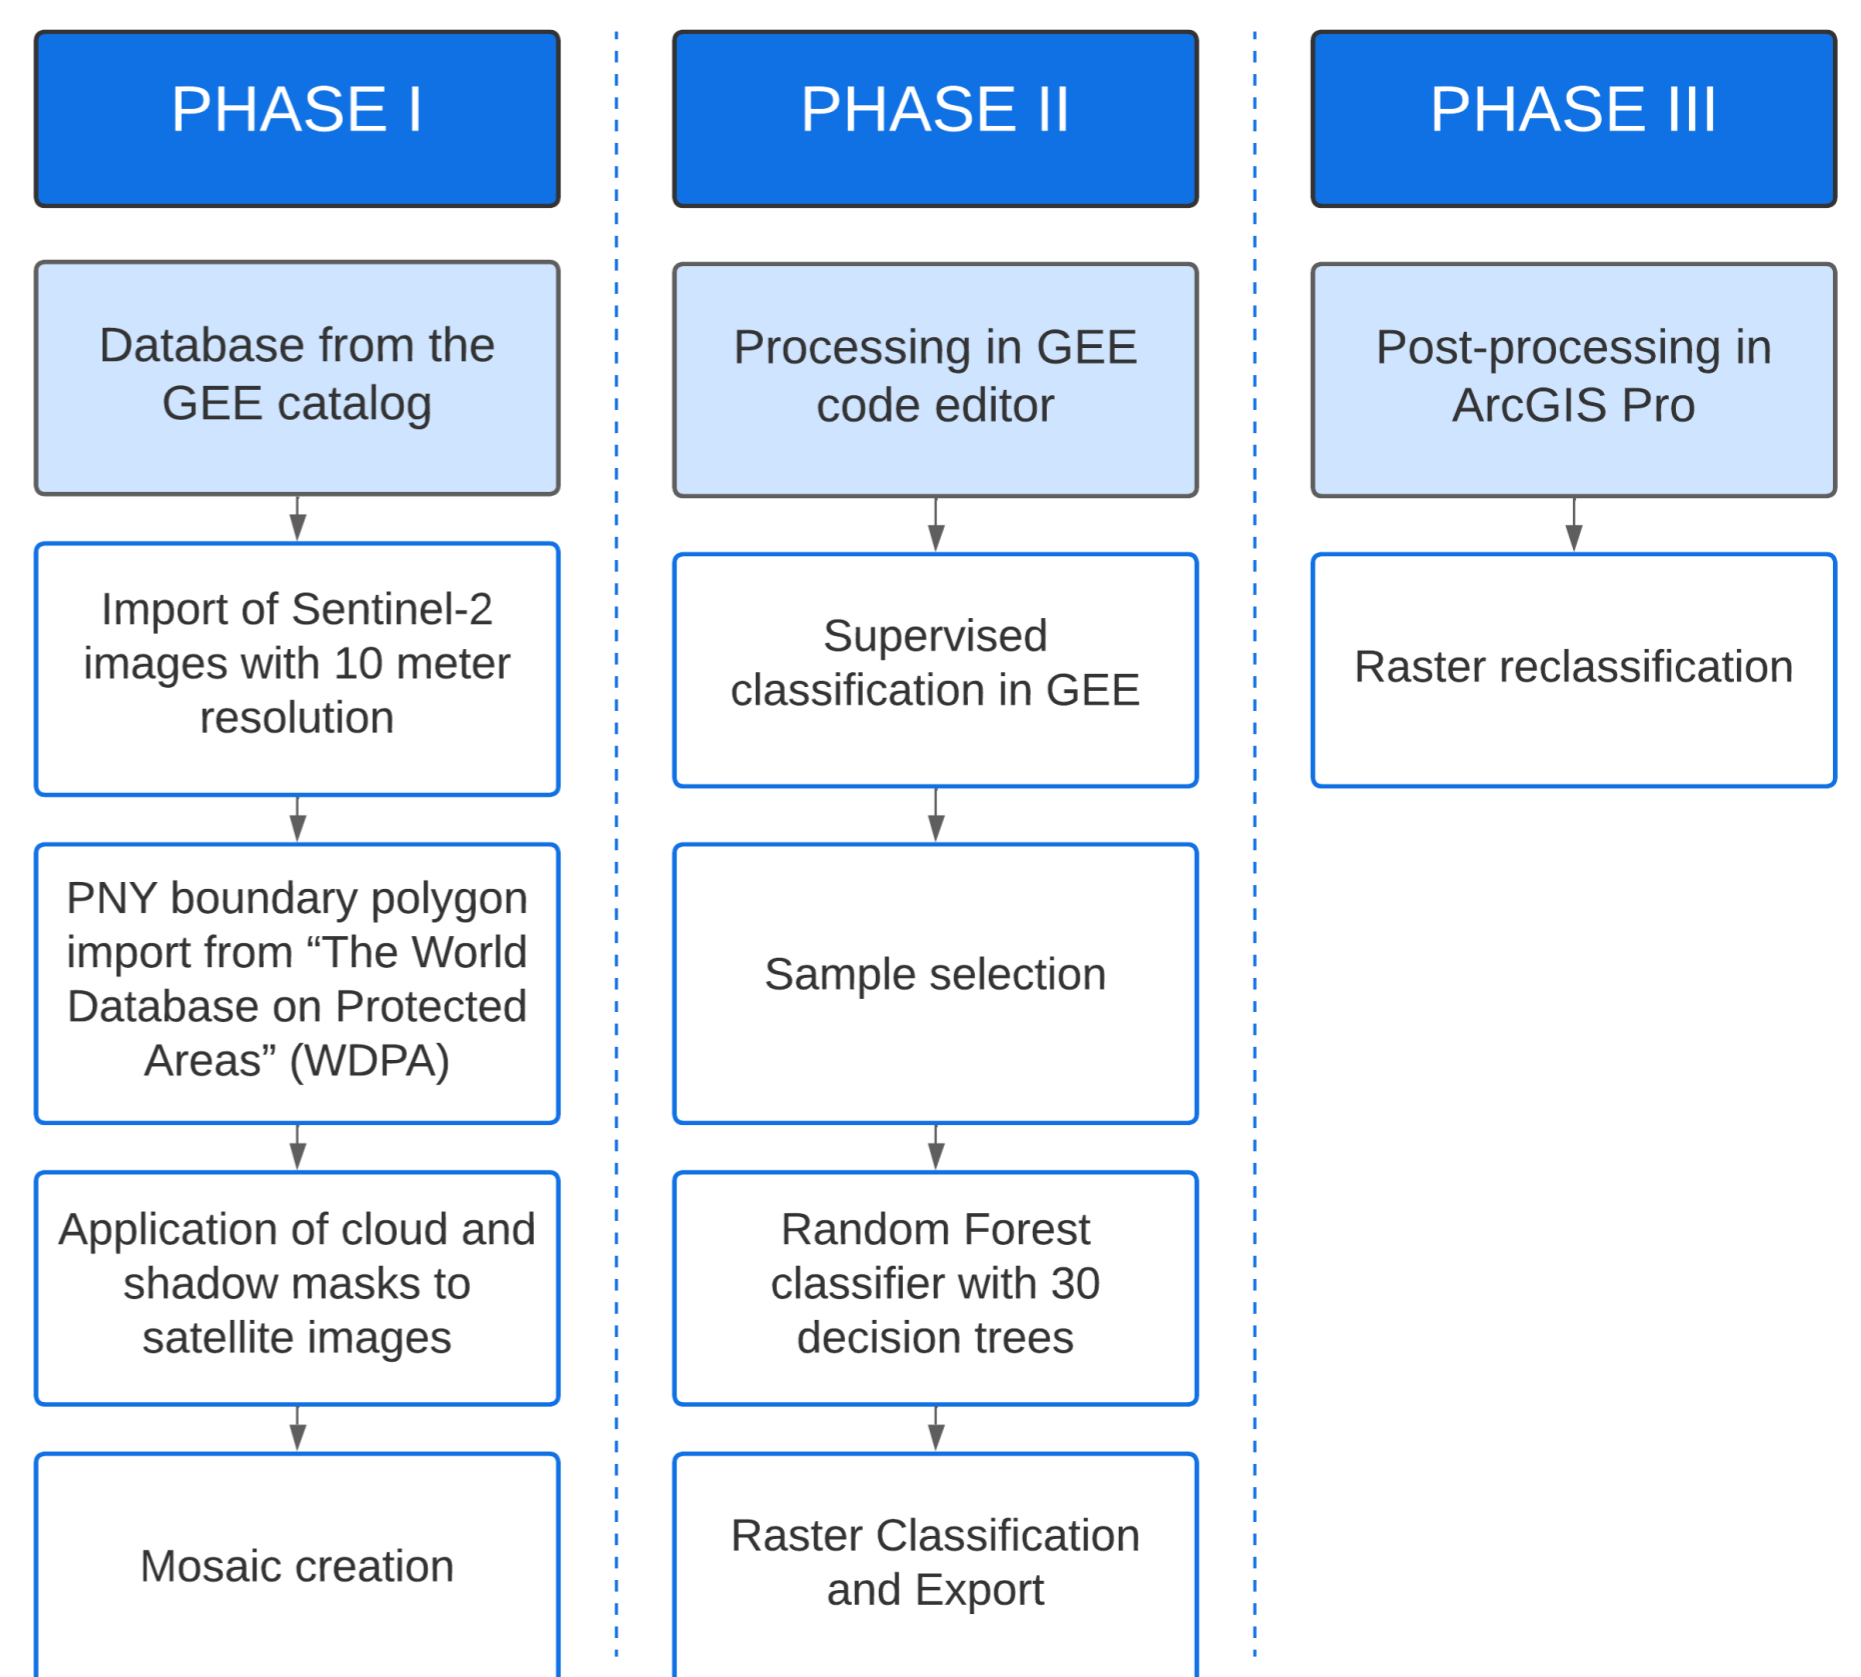 PHASE I
Database from the
GEE catalog
Import of Sentinel-2
images with 10 meter
resolution
PNY boundary polygon
import from “The World
Database on Protected
Areas” (WDPA)
Application of cloud and
shadow masks to
satellite images
Mosaic creation
PHASE II
Processing in GEE
code editor
Supervised
classification in GEE
Sample selection
Random Forest
classifier with 30
decision trees
Raster Classification
and Export
PHASE III
Post-processing in
ArcGIS Pro
Raster reclassification